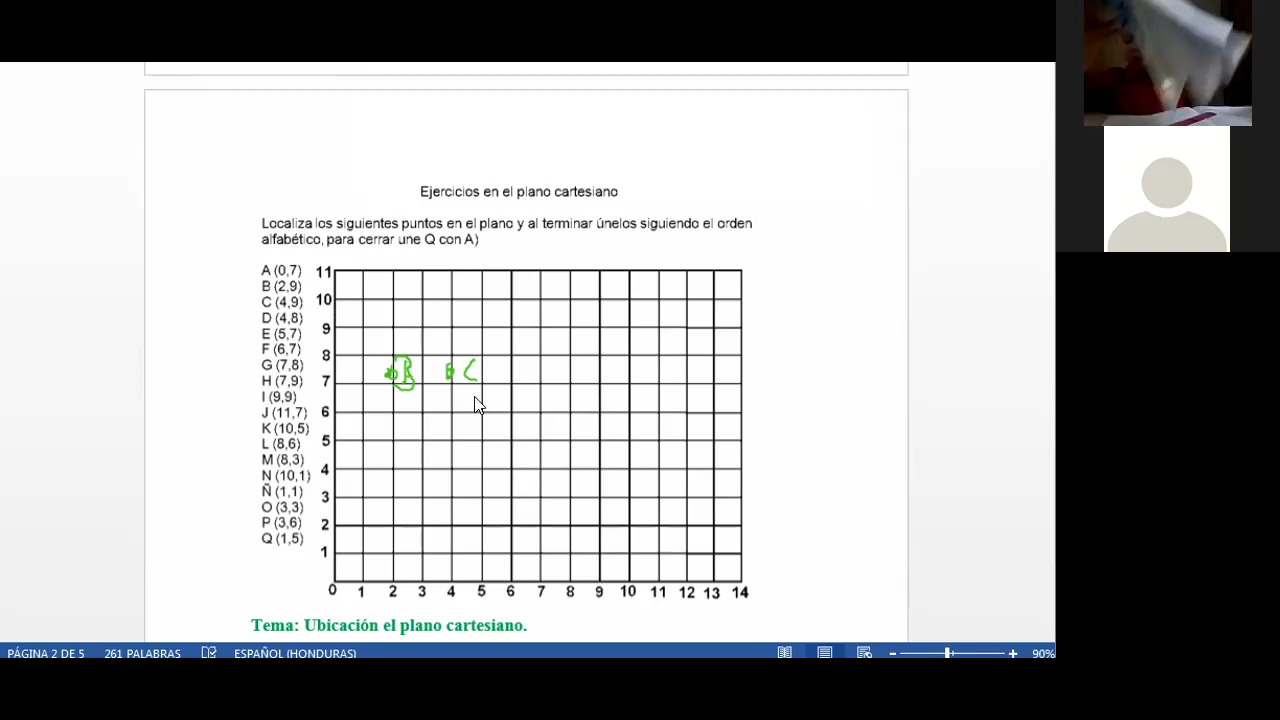 Ejercicios en el plano cartesiano
Localiza los siguientes puntos en el plano y al terminar únelos siguiendo el orden
alfabético, para cerrar une Q con A)
A (0,7)
B (2,9)
C (4,9)
D (4,8)
E (5,7)
F (6,7)
G (7,8)
H (7,9)
I (9,9)
J (11,7)
K (10,5)
L (8,6)
M (8,3)
N (10,1)
Ñ (1,1)
O (3,3)
P (3,6)
Q (1,5)
11
10
9
8
B C
7
6
5
4
3
2
1
0 1 2 3 4 5 6 7 8 9 10 11 12 13 14
Tema: Ubicación el plano cartesiano.
PÁGINA 2 DE 5 261 PALABRAS ESPAÑOL (HONDURAS) 90%